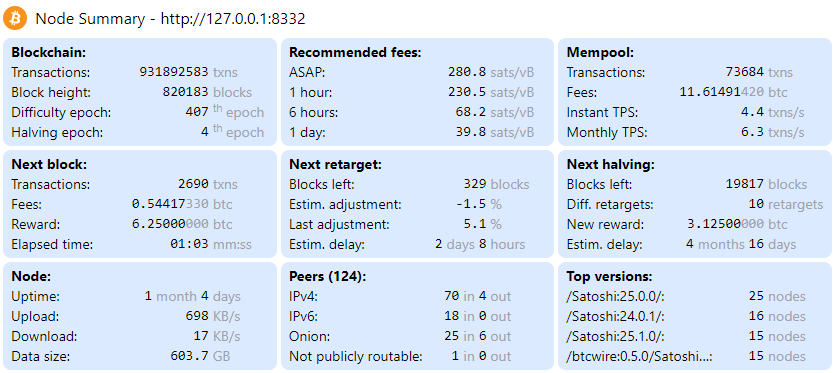 Node Summary - http://127.0.0.1:8332
Blockchain:
Transactions: 931892583 txns
Block height: 820183 blocks
Difficulty epoch: 407 th epoch
Halving epoch: 4 th epoch
Recommended fees:
ASAP: 280.8 sats/vB
1 hour: 230.5 sats/vB
6 hours: 68.2 sats/vB
1 day: 39.8 sats/vB
Mempool:
Transactions: 73684 txns
Fees: 11.61491420 btc
Instant TPS: 4.4 txns/s
Monthly TPS: 6.3 txns/s
Next block:
Transactions: 2690 txns
Fees: 0.54417330 btc
Reward: 6.25000000 btc
Elapsed time: 01:03 mm:ss
Next retarget:
Blocks left: 329 blocks
Estim. adjustment: -1.5 %
Last adjustment: 5.1 %
Estim. delay: 2 days 8 hours
Next halving:
Blocks left: 19817 blocks
Diff. retargets: 10 retargets
New reward: 3.12500000 btc
Estim. delay: 4 months 16 days
Node:
Uptime: 1 month 4 days
Upload: 698 KB/s
Download: 17 KB/s
Data size: 603.7 GB
Peers (124):
IPv4: 70 in 4 out
IPv6: 18 in 0 out
Onion: 25 in 6 out
Not publicly routable: 1 in 0 out
Top versions:
/Satoshi:25.0.0/: 25 nodes
/Satoshi:24.0.1/: 16 nodes
/Satoshi:25.1.0/: 15 nodes
/btcwire:0.5.0/Satoshi...: 15 nodes